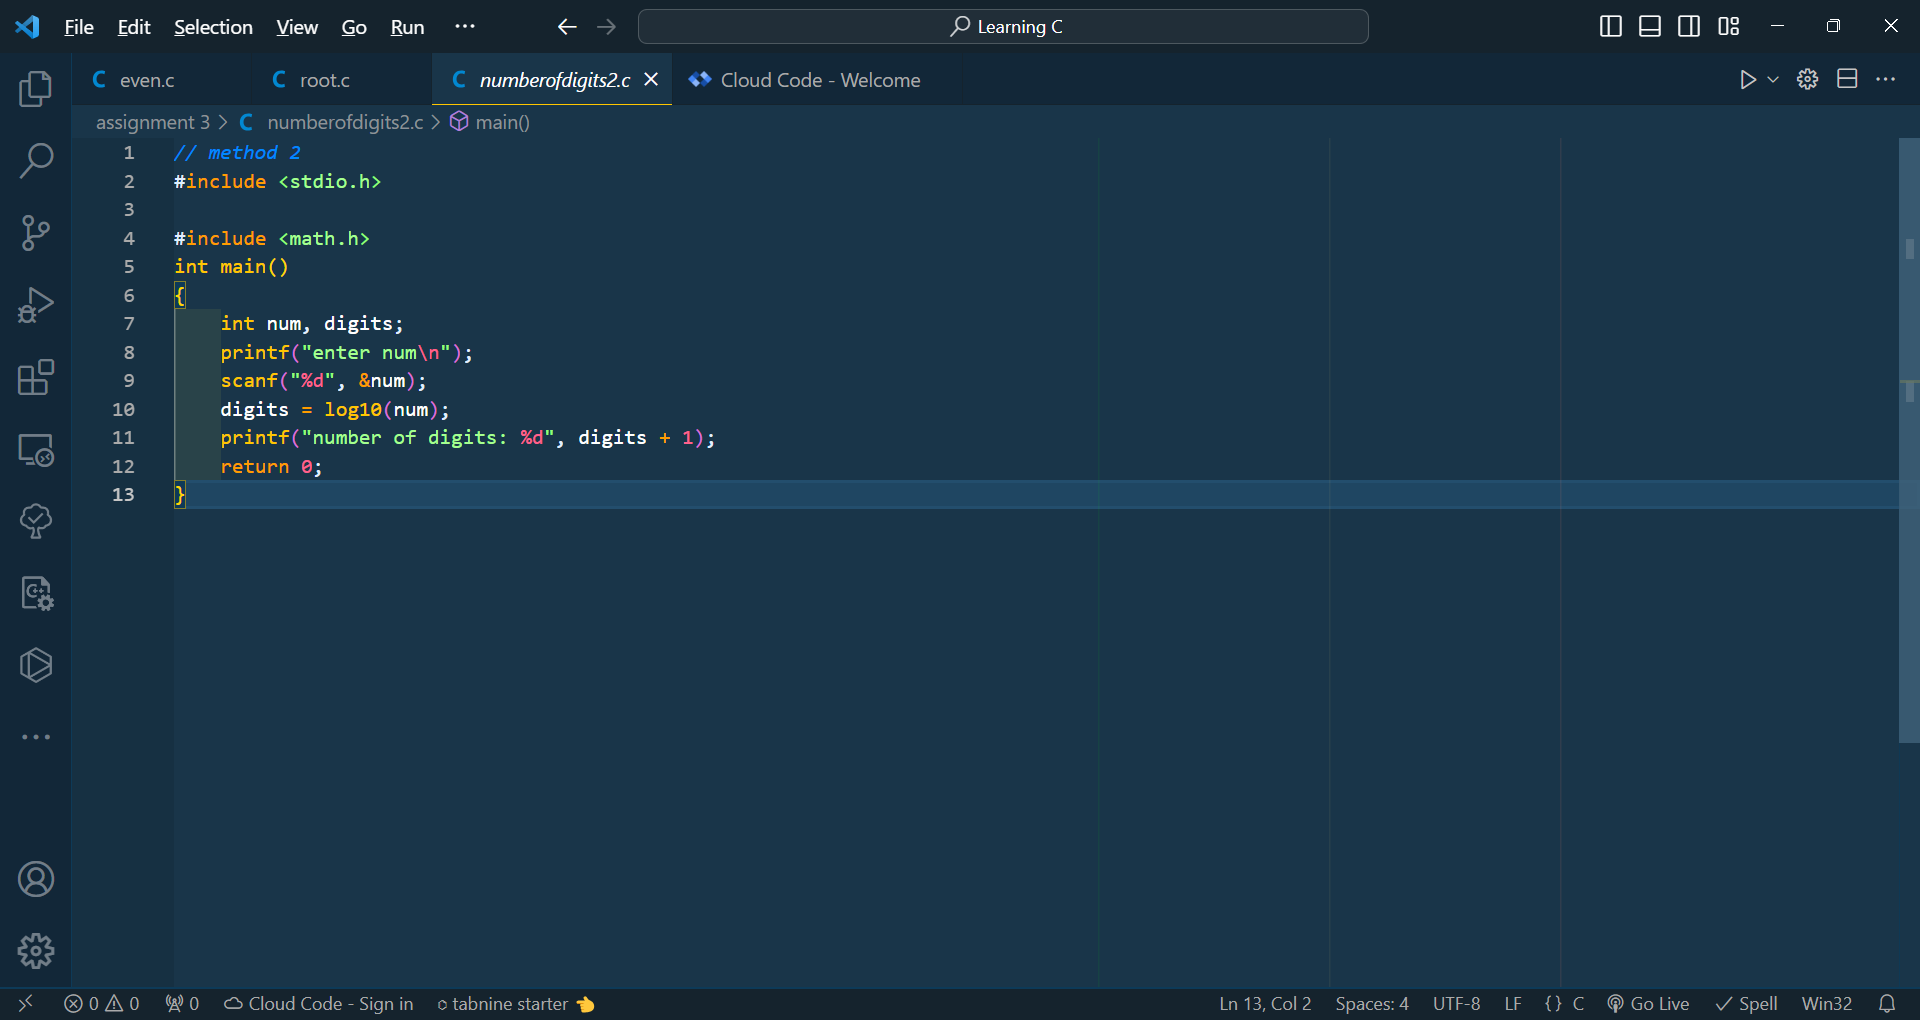 File Edit Selection View Go Run ··· Learning C
even.c root.c numberofdigits2.c Cloud Code - Welcome
assignment 3 > C numberofdigits2.c > main()
1 // method 2
2 #include <stdio.h>
3
4 #include <math.h>
5 int main()
6 {
7 int num, digits;
8 printf("enter num\n");
9 scanf("%d", &num);
10 digits = log10(num);
11 printf("number of digits: %d", digits + 1);
12 return 0;
13 }
0 0 0 Cloud Code - Sign in tabnine starter Ln 13, Col 2 Spaces: 4 UTF-8 LF {} C Go Live Spell Win32